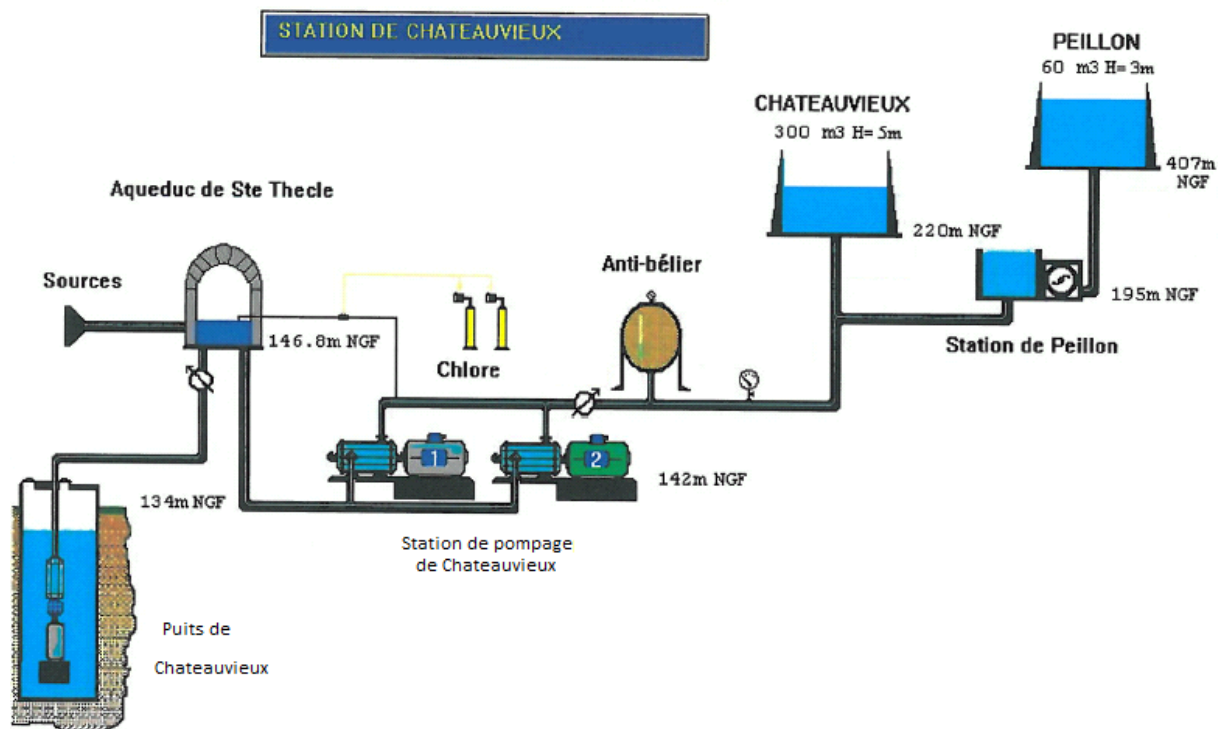 STATION DE CHATEAUVIEUX
PEILLON
60 m3 H= 3m
CHATEAUVIEUX
300 m3 H= 5m
407m
NGF
Aqueduc de Ste Thecle
220m NGF
Anti-bélier
Sources
195m NGF
146.8m NGF
Station de Peillon
Chlore
1
2
142m NGF
134m NGF
Station de pompage
de Chateauvieux
Puits de
Chateauvieux